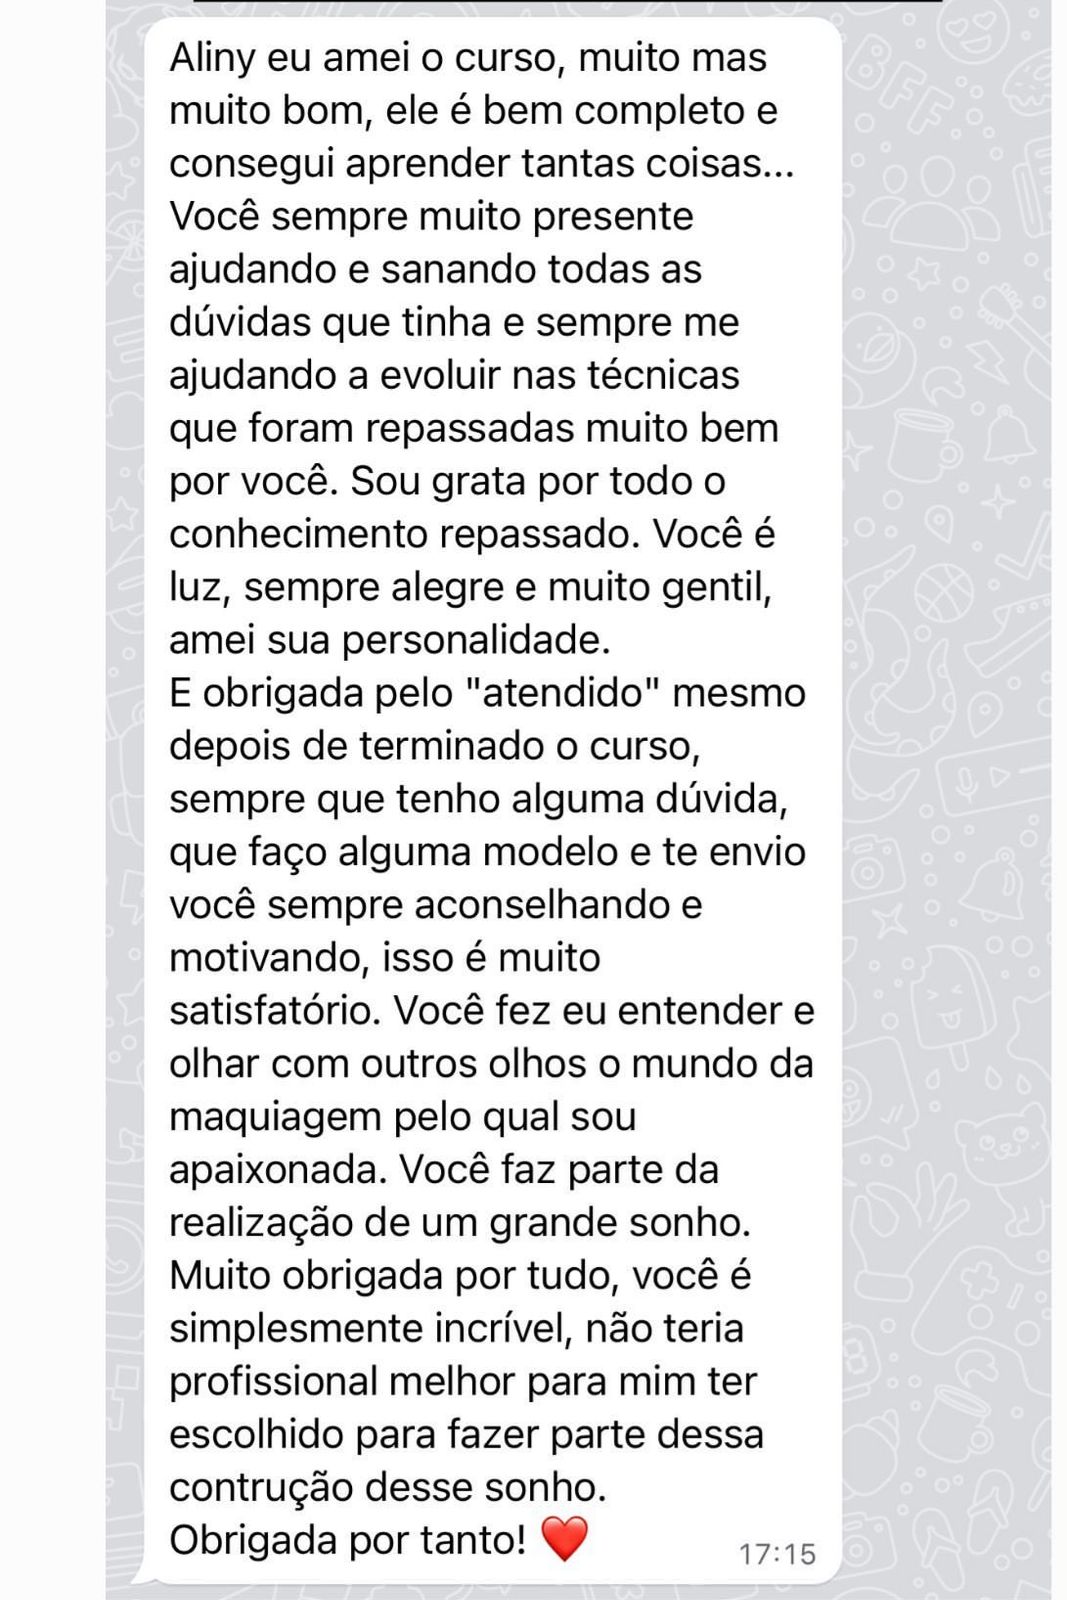 Aliny eu amei o curso, muito mas
muito bom, ele é bem completo e
consegui aprender tantas coisas...
Você sempre muito presente
ajudando e sanando todas as
dúvidas que tinha e sempre me
ajudando a evoluir nas técnicas
que foram repassadas muito bem
por você. Sou grata por todo o
conhecimento repassado. Você é
luz, sempre alegre e muito gentil,
amei sua personalidade.
E obrigada pelo "atendido" mesmo
depois de terminado o curso,
sempre que tenho alguma dúvida,
que faço alguma modelo e te envio
você sempre aconselhando e
motivando, isso é muito
satisfatório. Você fez eu entender e
olhar com outros olhos o mundo da
maquiagem pelo qual sou
apaixonada. Você faz parte da
realização de um grande sonho.
Muito obrigada por tudo, você é
simplesmente incrível, não teria
profissional melhor para mim ter
escolhido para fazer parte dessa
contrução desse sonho.
Obrigada por tanto! ❤️
17:15
BFF